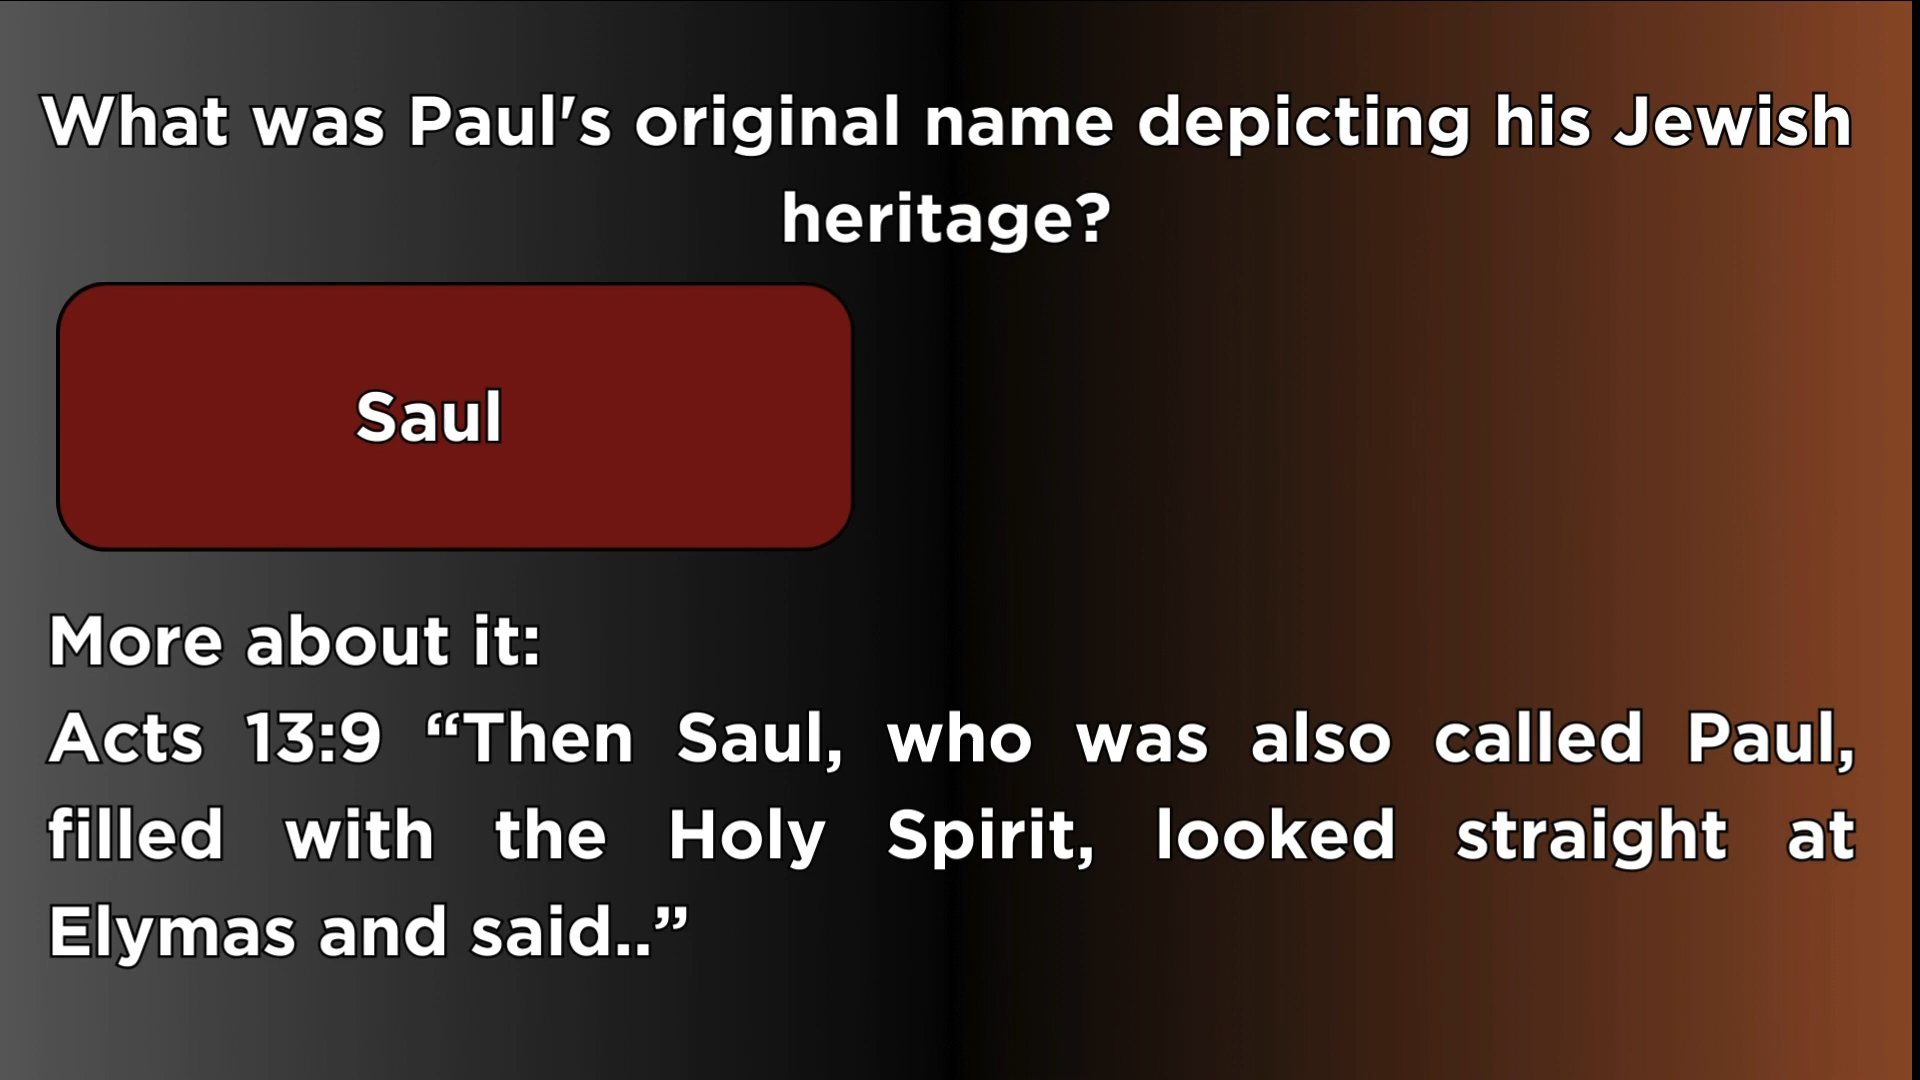 What was Paul's original name depicting his Jewish
heritage?
Saul
More about it:
Acts 13:9 “Then Saul, who was also called Paul,
filled with the Holy Spirit, looked straight at
Elymas and said..”